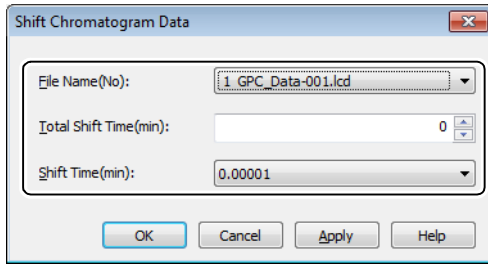 Shift Chromatogram Data
File Name(No): 1 GPC_Data-001.lcd
Total Shift Time(min): 0
Shift Time(min): 0.00001
OK Cancel Apply Help